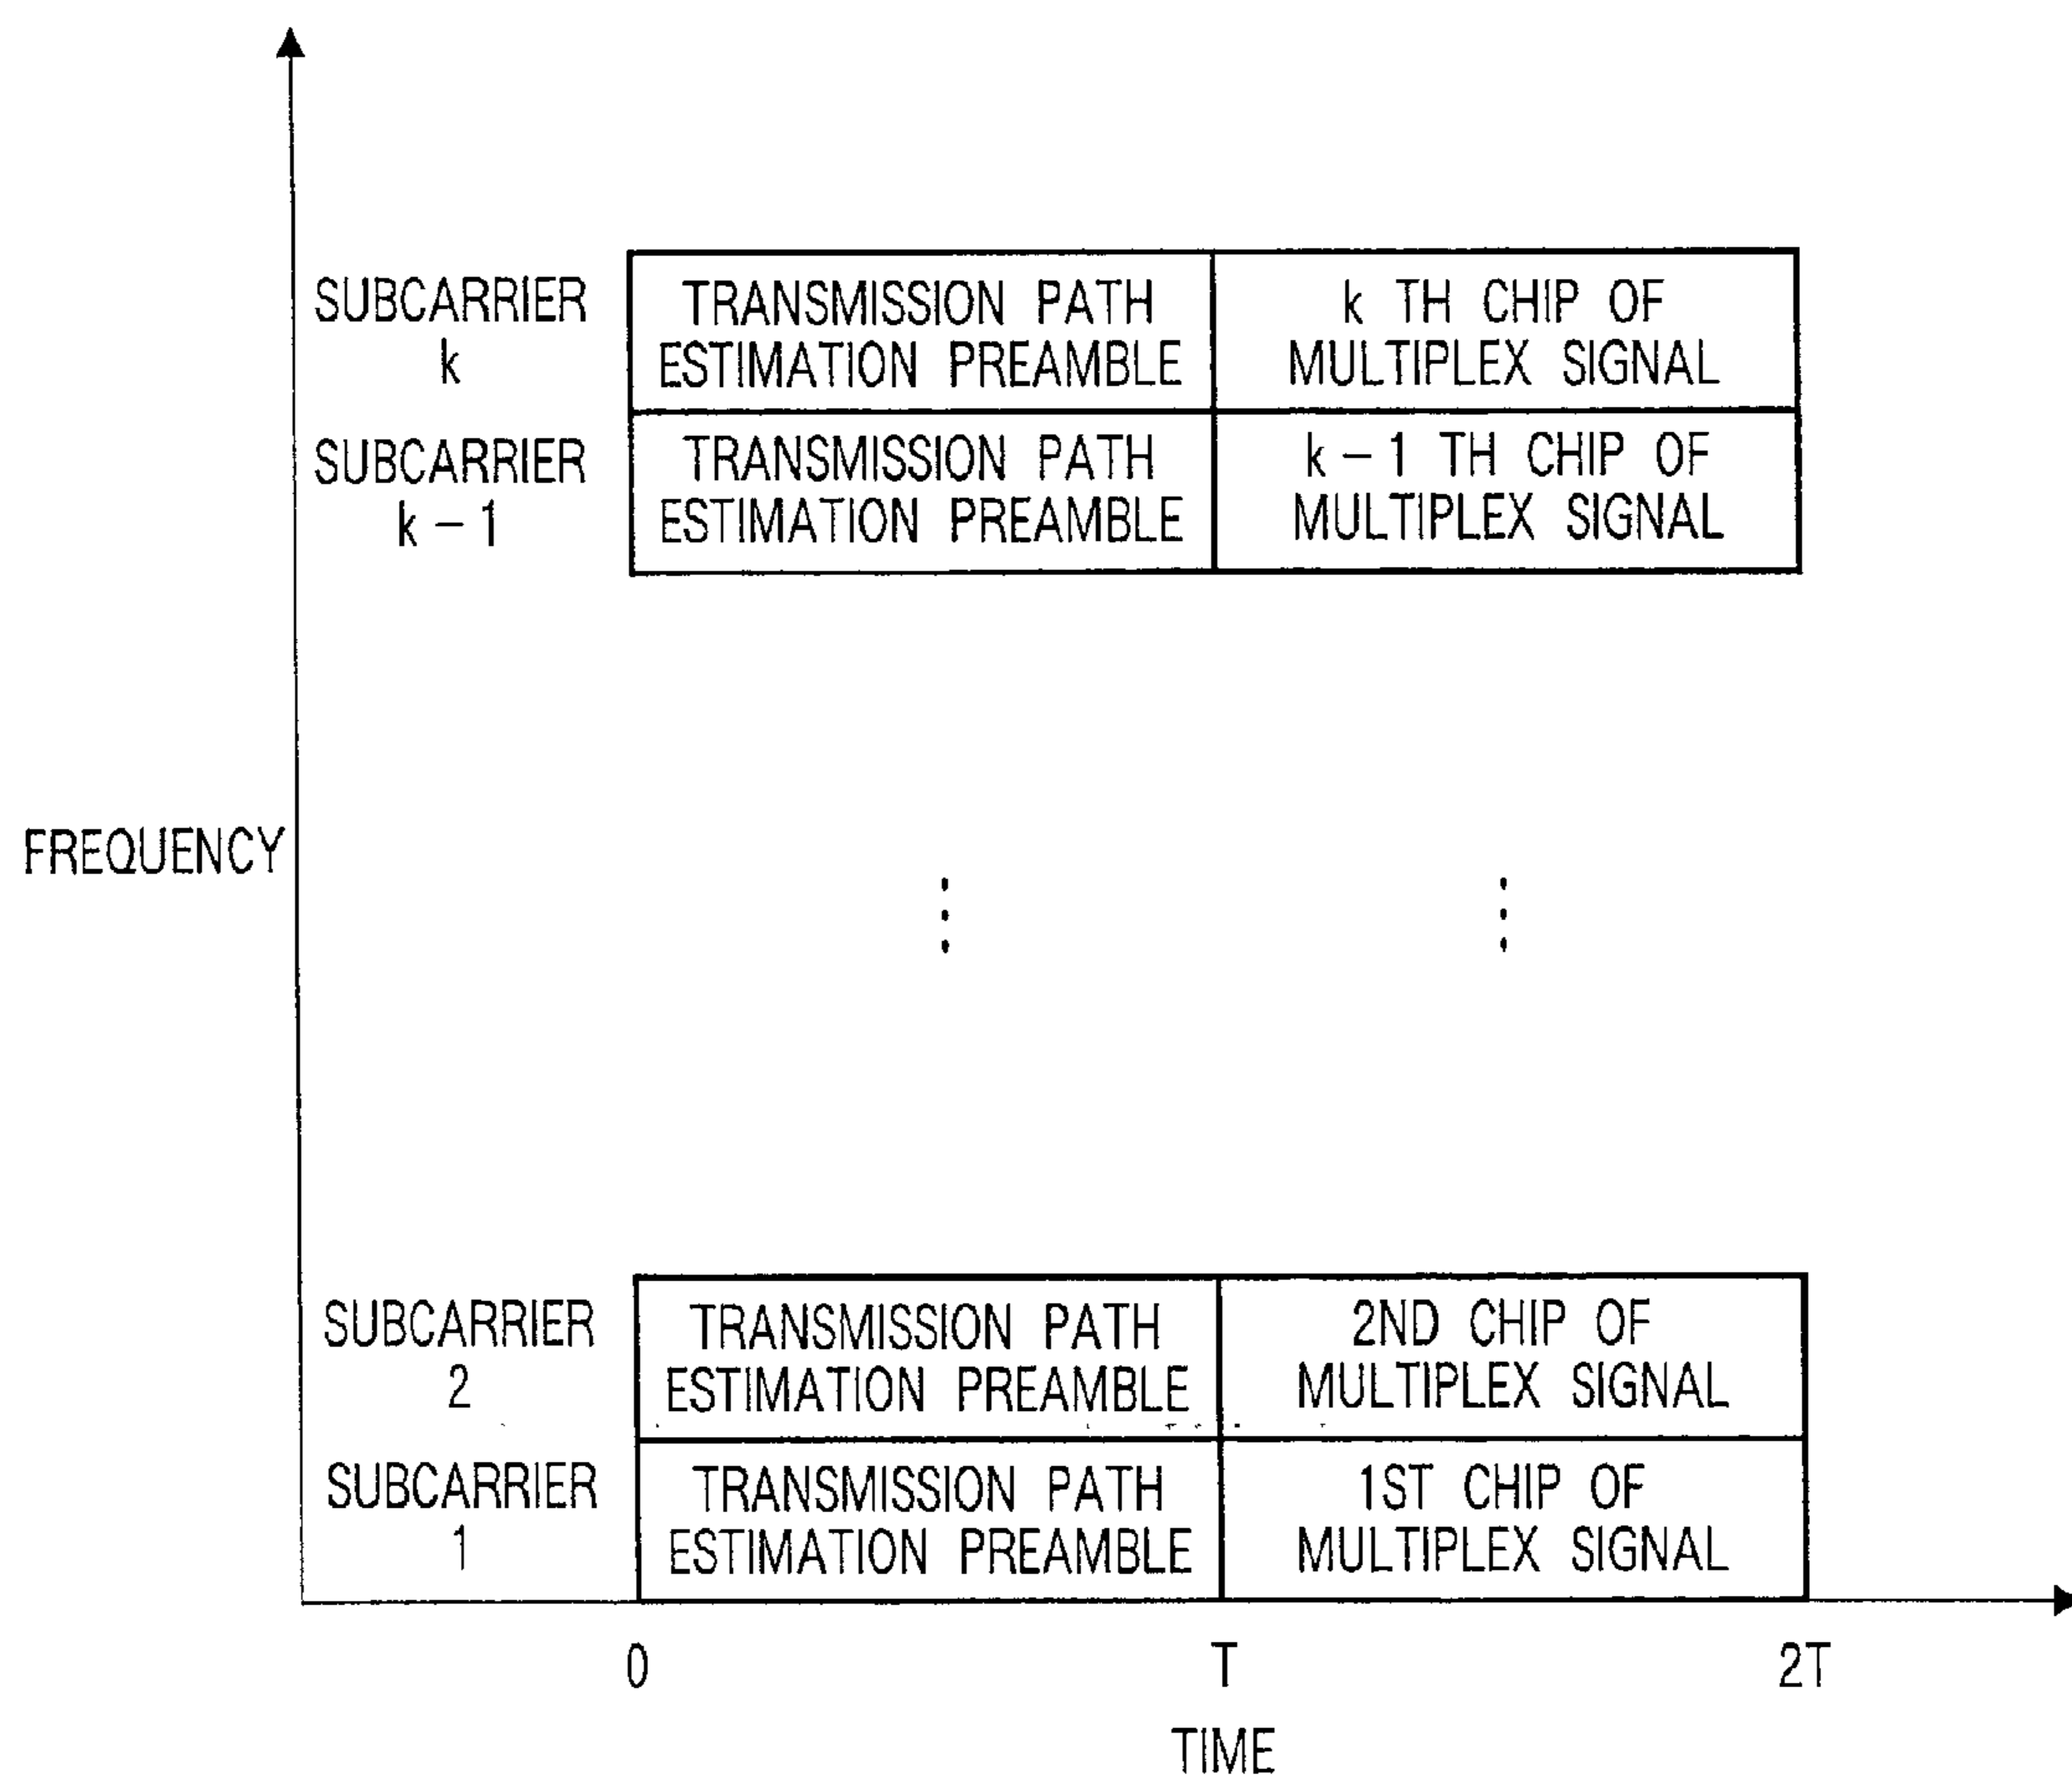 SUBCARRIER
k
TRANSMISSION PATH
ESTIMATION PREAMBLE
k TH CHIP OF
MULTIPLEX SIGNAL
SUBCARRIER
k-1
TRANSMISSION PATH
ESTIMATION PREAMBLE
k-1 TH CHIP OF
MULTIPLEX SIGNAL
FREQUENCY
SUBCARRIER
2
TRANSMISSION PATH
ESTIMATION PREAMBLE
2ND CHIP OF
MULTIPLEX SIGNAL
SUBCARRIER
1
TRANSMISSION PATH
ESTIMATION PREAMBLE
1ST CHIP OF
MULTIPLEX SIGNAL
0 T 2T
TIME